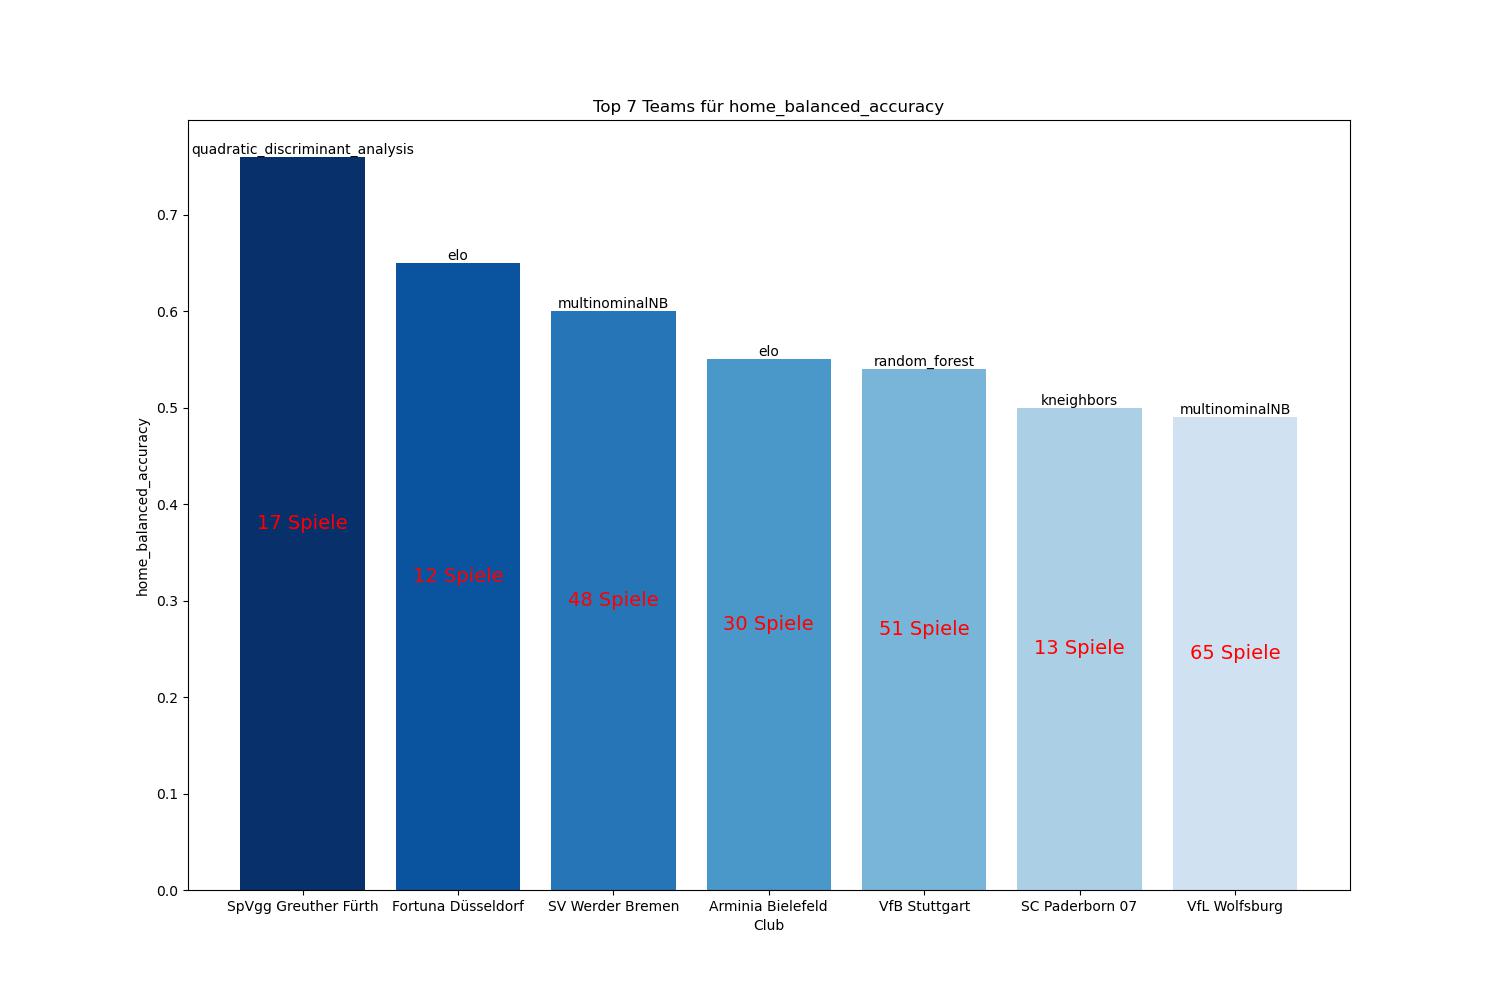 Top 7 Teams für home_balanced_accuracy
quadratic_discriminant_analysis
elo
multinominalNB
elo
random_forest
kneighbors
multinominalNB
0.7
0.6
0.5
0.4
0.3
0.2
0.1
0.0
home_balanced_accuracy
17 Spiele
12 Spiele
48 Spiele
30 Spiele
51 Spiele
13 Spiele
65 Spiele
SpVgg Greuther Fürth
Fortuna Düsseldorf
SV Werder Bremen
Arminia Bielefeld
VfB Stuttgart
SC Paderborn 07
VfL Wolfsburg
Club